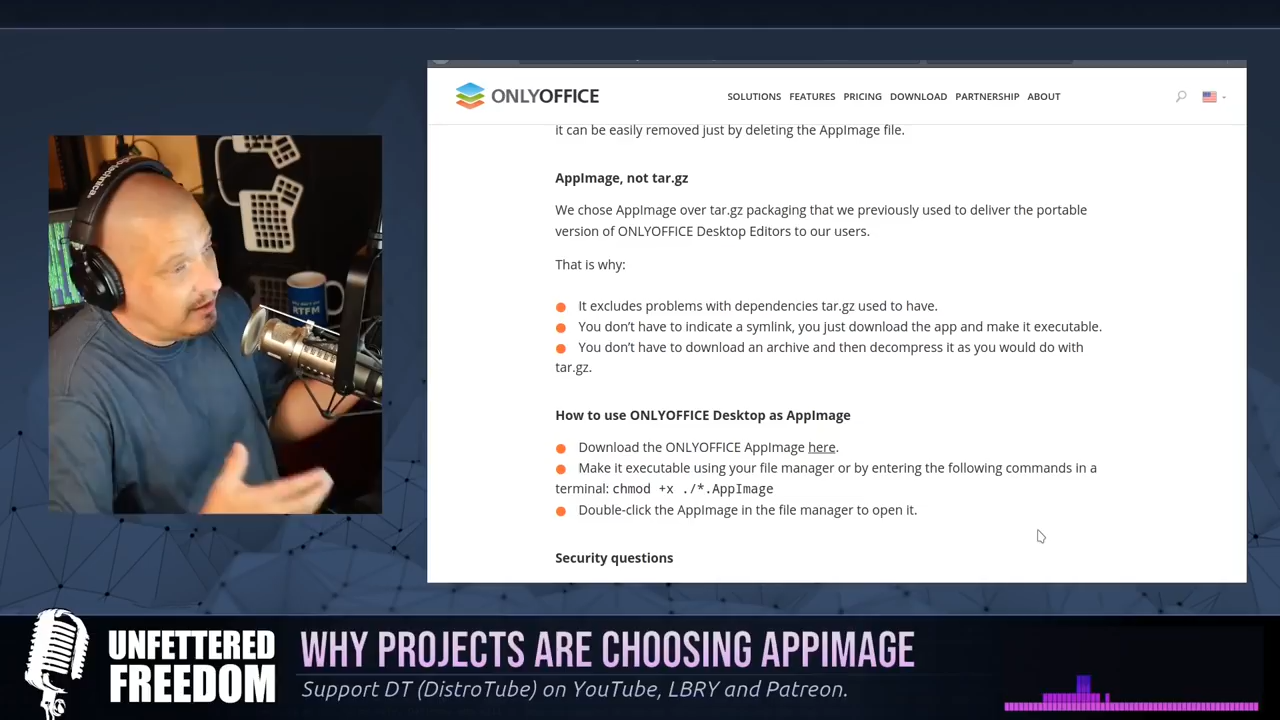 ONLYOFFICE
SOLUTIONS FEATURES PRICING DOWNLOAD PARTNERSHIP ABOUT
it can be easily removed just by deleting the AppImage file.
AppImage, not tar.gz
We chose AppImage over tar.gz packaging that we previously used to deliver the portable
version of ONLYOFFICE Desktop Editors to our users.
That is why:
It excludes problems with dependencies tar.gz used to have.
You don’t have to indicate a symlink, you just download the app and make it executable.
You don’t have to download an archive and then decompress it as you would do with
tar.gz.
How to use ONLYOFFICE Desktop as AppImage
Download the ONLYOFFICE AppImage here.
Make it executable using your file manager or by entering the following commands in a
terminal: chmod +x ./*.AppImage
Double-click the AppImage in the file manager to open it.
Security questions
RTFM
UNFETTERED
FREEDOM
WHY PROJECTS ARE CHOOSING APPIMAGE
Support DT (DistroTube) on YouTube, LBRY and Patreon.